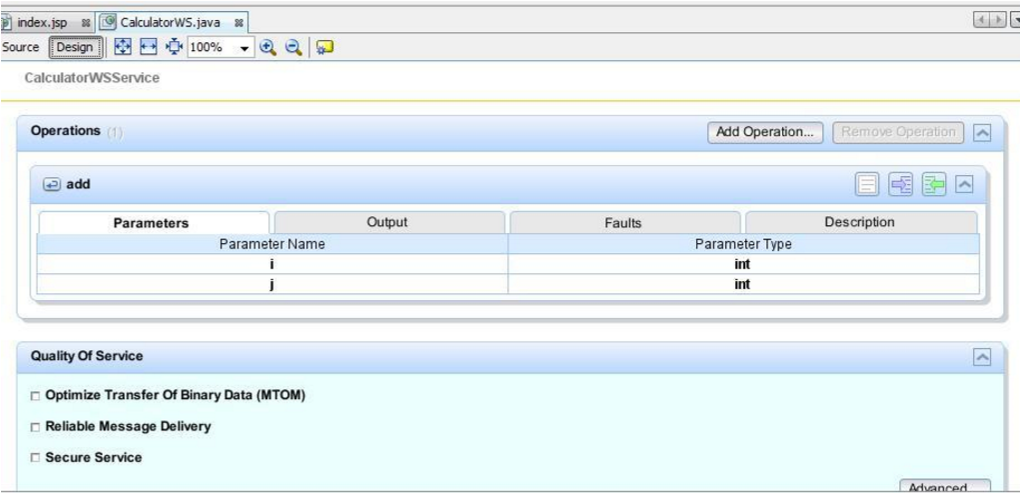 index.jsp CalculatorWS.java
Source Design 100%
CalculatorWSService
Operations (1) Add Operation... Remove Operation
add
Parameters Output Faults Description
Parameter Name Parameter Type
i int
j int
Quality Of Service
Optimize Transfer Of Binary Data (MTOM)
Reliable Message Delivery
Secure Service
Advanced...